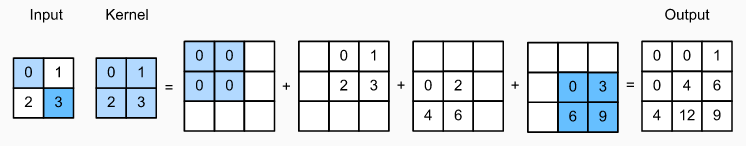 Input Kernel Output
0 0 0 1 0 0 1
0 1 0 1 = 0 0 + 2 3 + 0 2 + 0 3 = 0 4 6
2 3 2 3 4 6 6 9 4 12 9